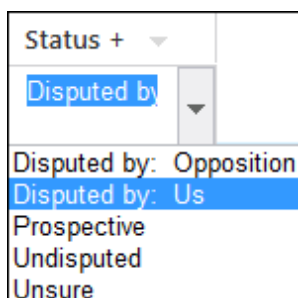 Status +
Disputed by
Disputed by:  Opposition
Disputed by:  Us
Prospective
Undisputed
Unsure